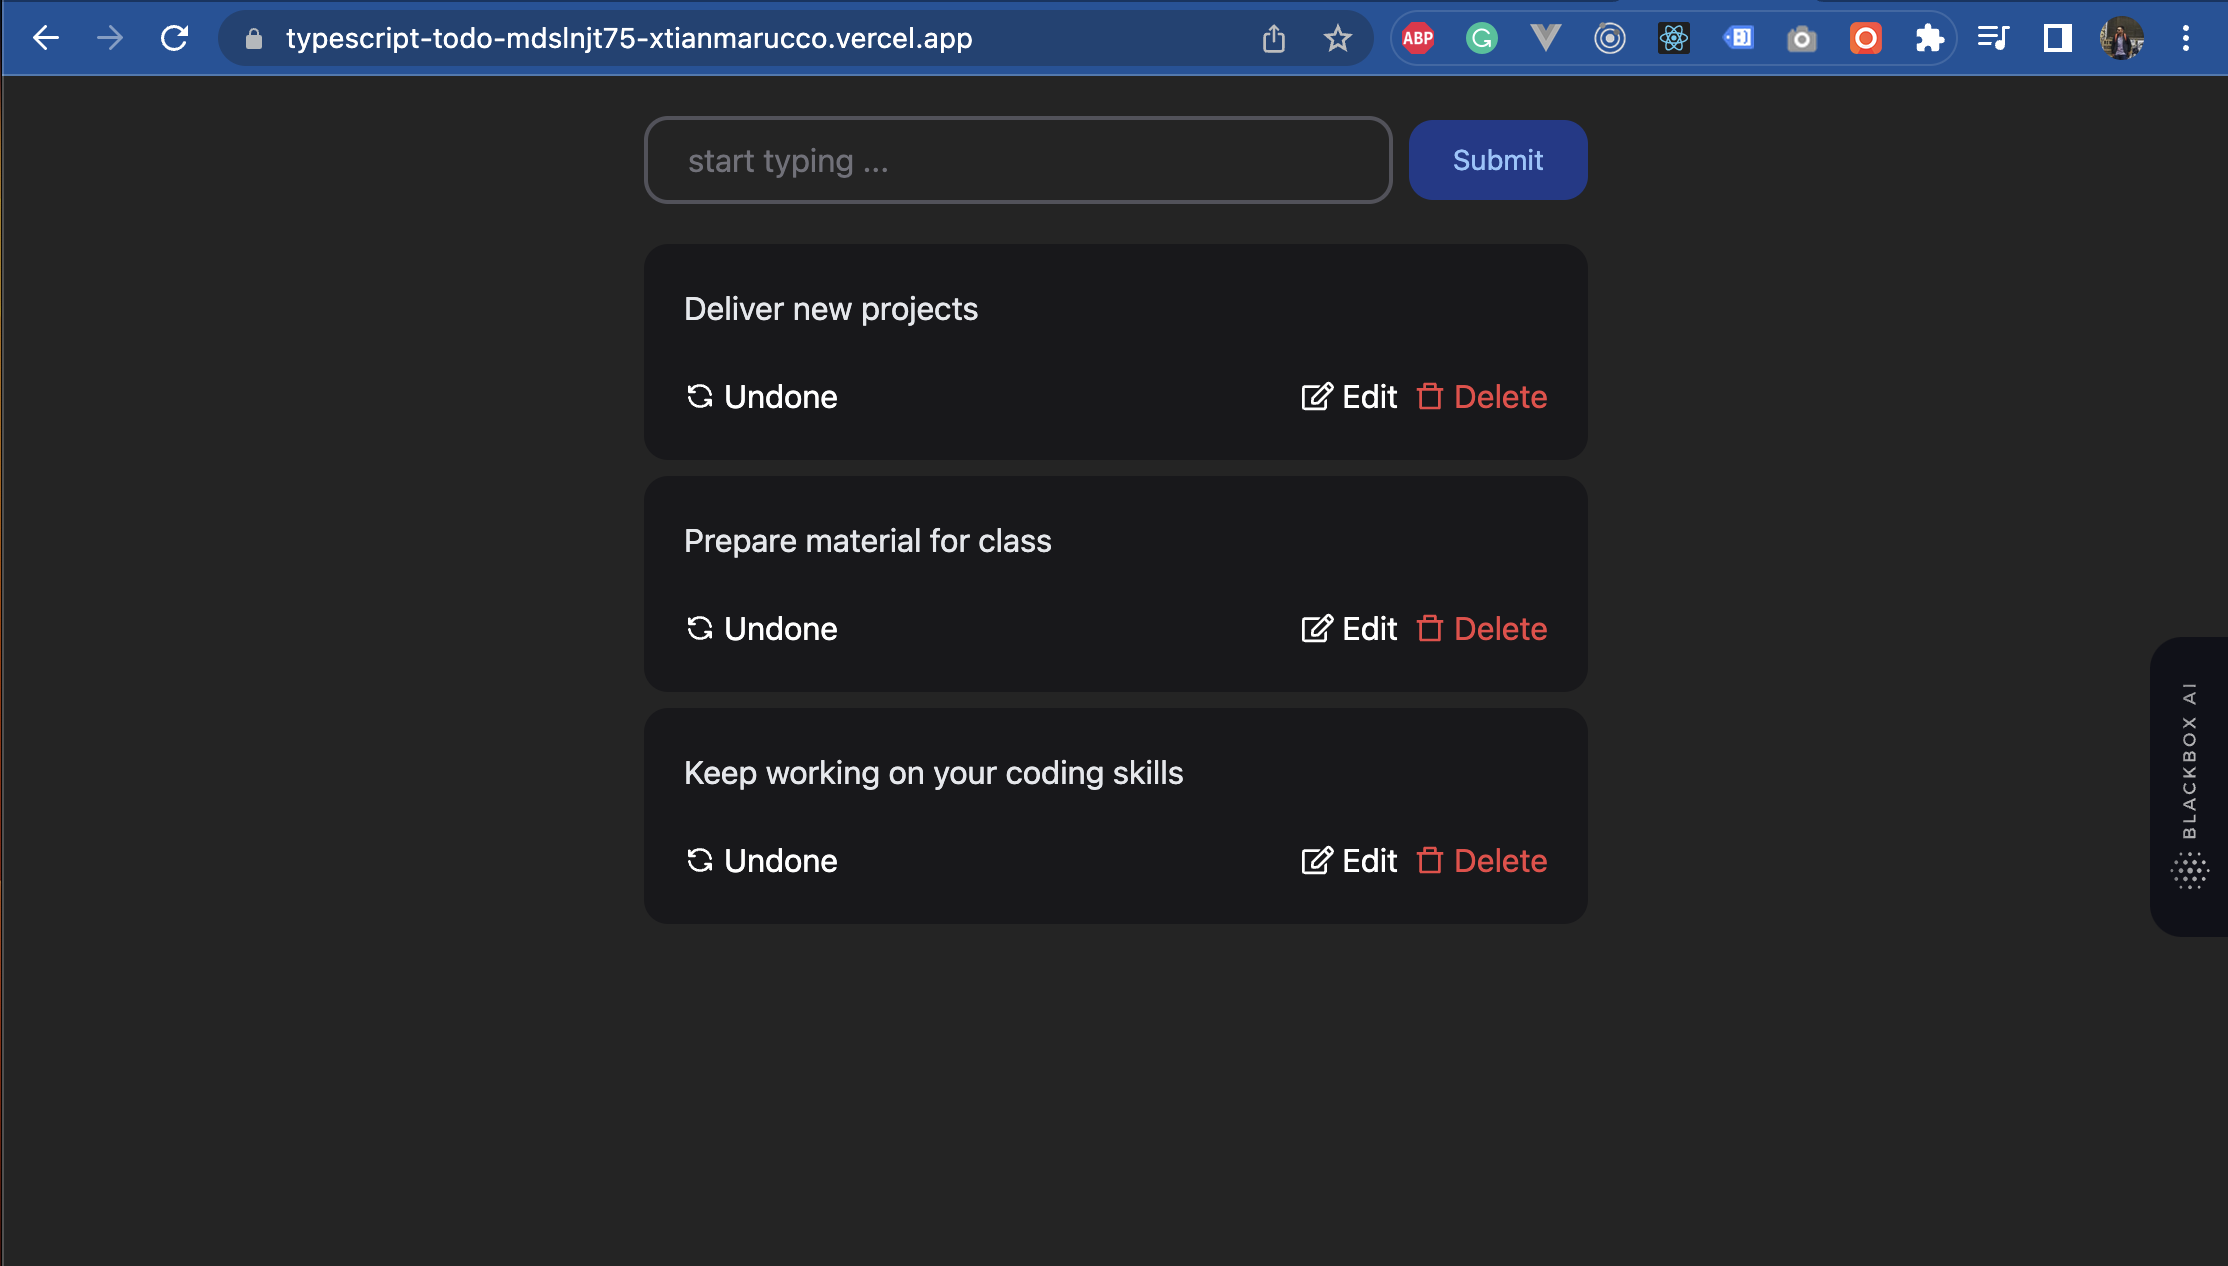 typescript-todo-mdslnjt75-xtianmarucco.vercel.app
ABP
start typing ...
Submit
Deliver new projects
Undone
Edit
Delete
Prepare material for class
Undone
Edit
Delete
Keep working on your coding skills
Undone
Edit
Delete
BLACKBOX AI